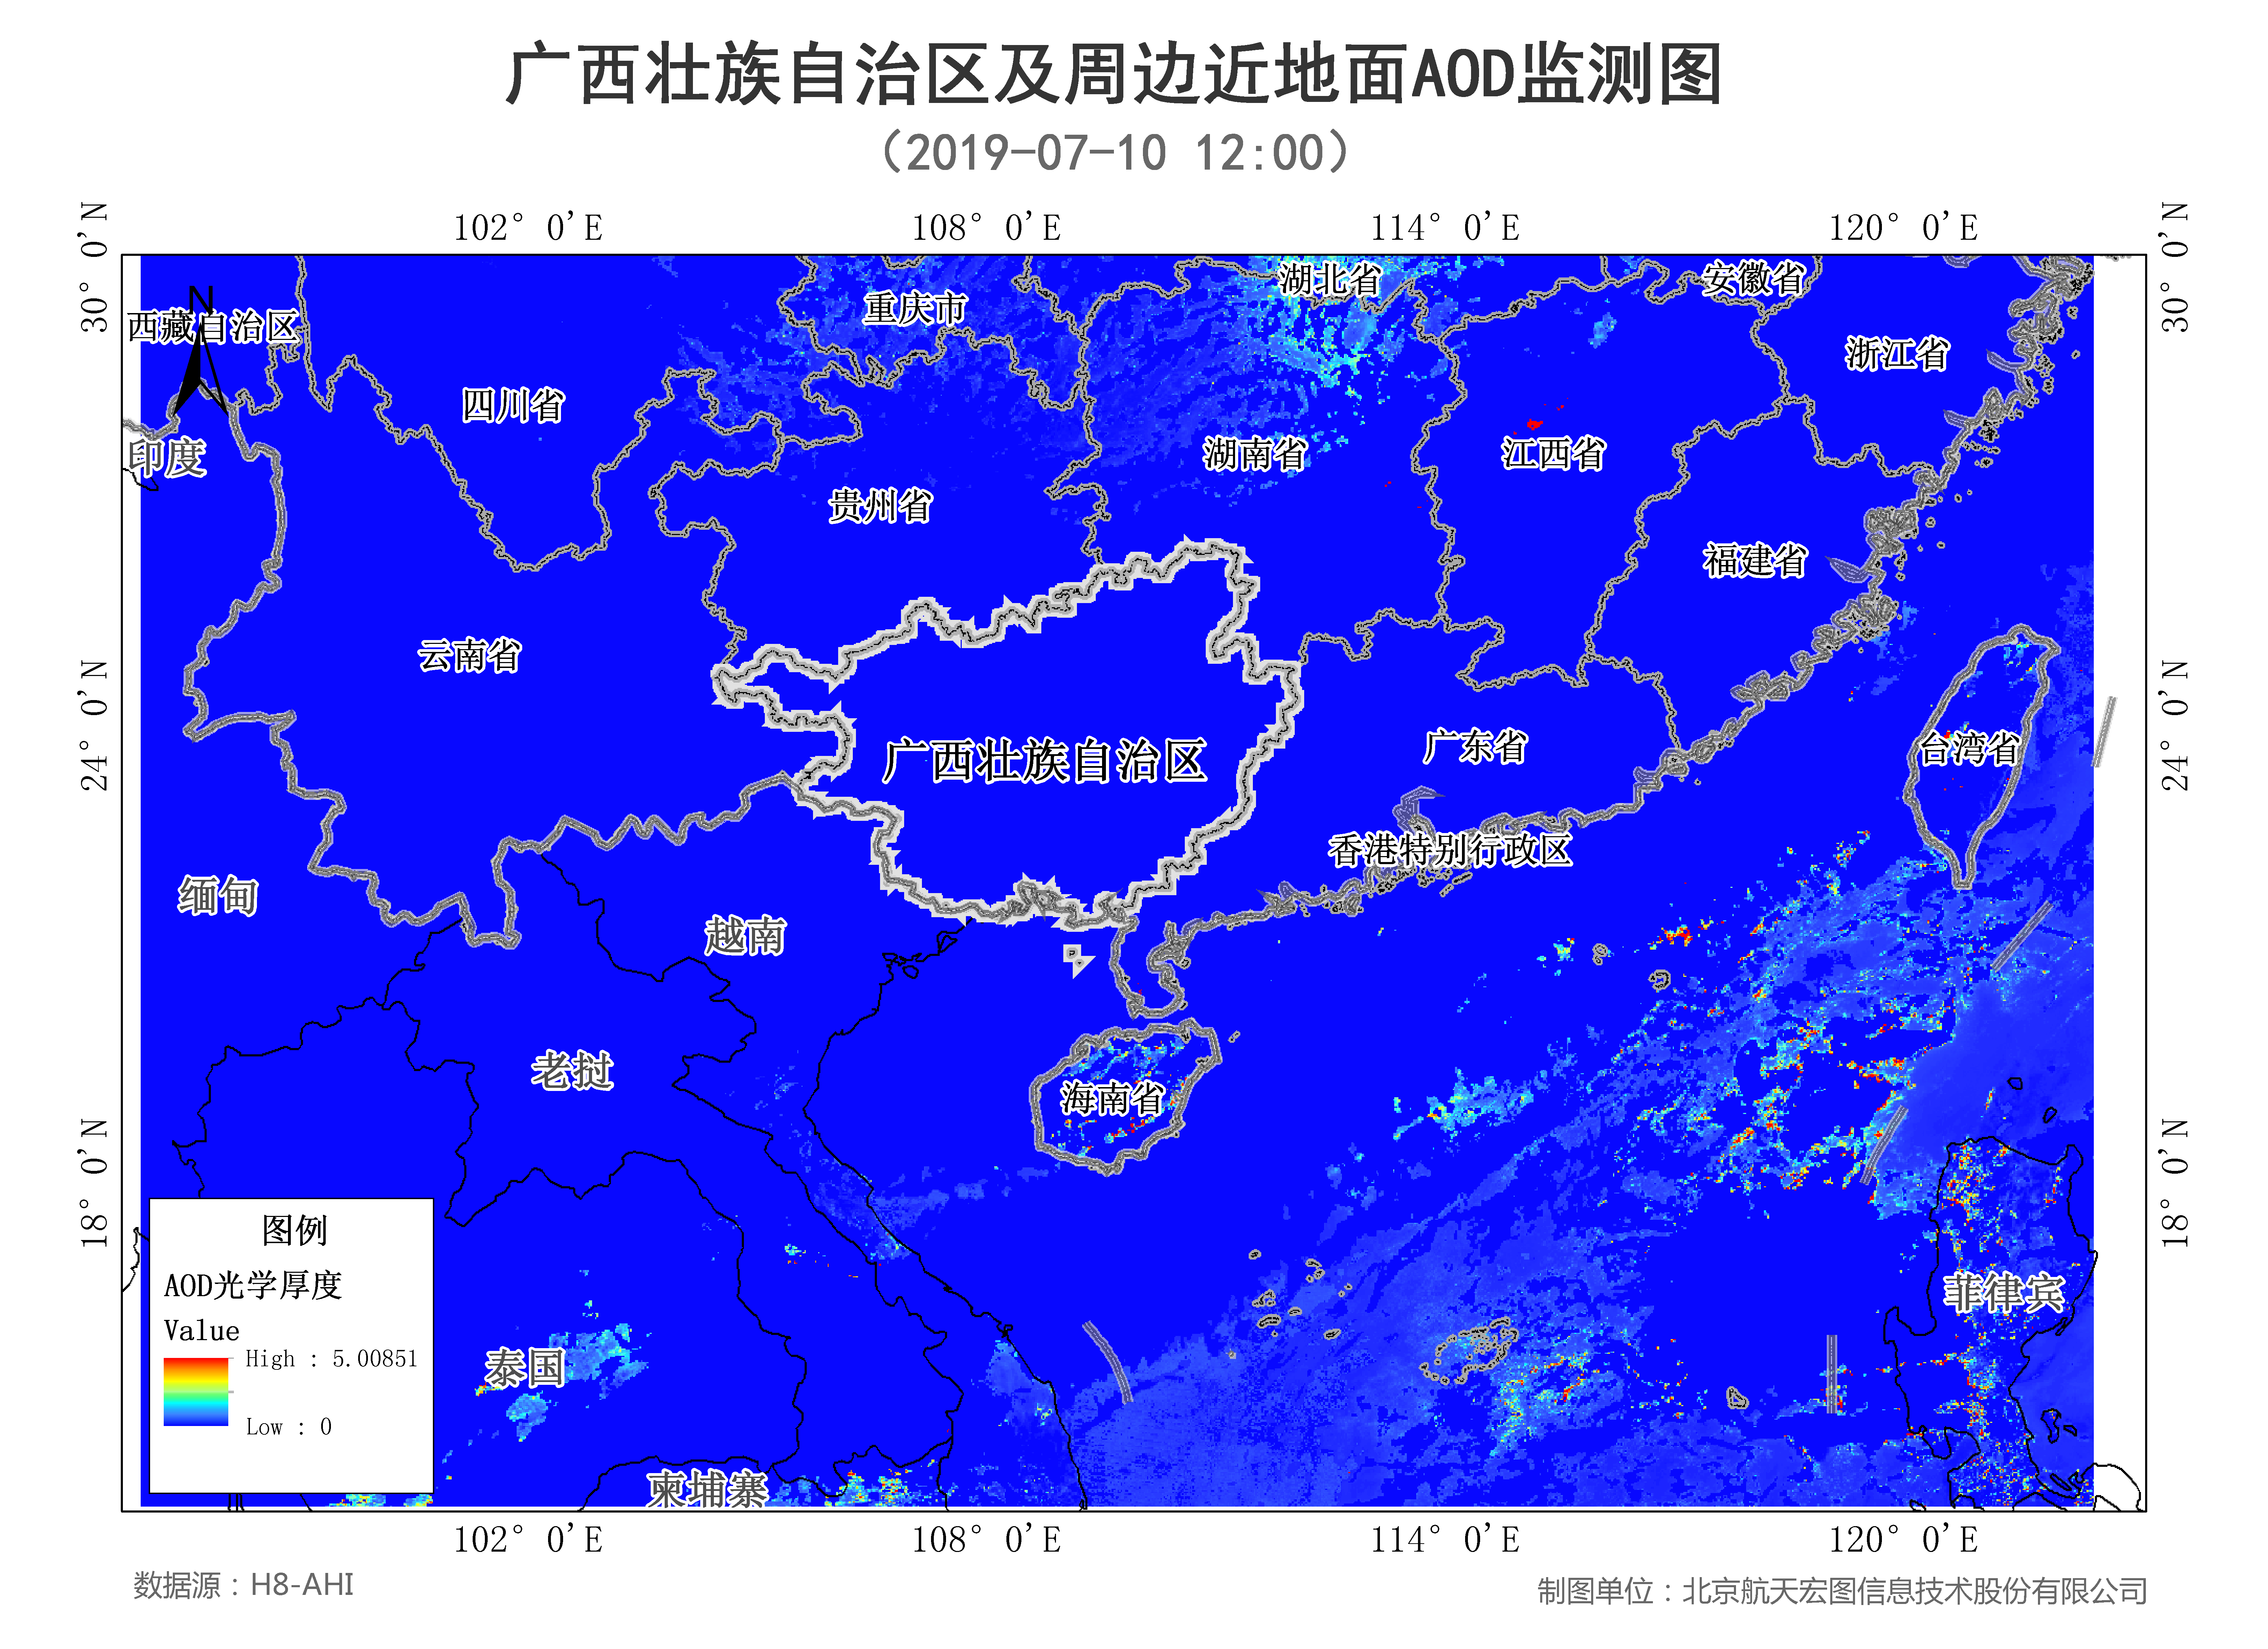 广西壮族自治区及周边近地面AOD监测图
（2019-07-10 12:00）
102° 0'E 108° 0'E 114° 0'E 120° 0'E
30° 0'N
30° 0'N
湖北省
安徽省
重庆市
N
西藏自治区
浙江省
四川省
印度
湖南省
江西省
贵州省
福建省
云南省
24° 0'N
24° 0'N
广西壮族自治区
广东省
台湾省
香港特别行政区
缅甸
越南
老挝
海南省
18° 0'N
18° 0'N
菲律宾
泰国
柬埔寨
图例
AOD光学厚度
Value
High : 5.00851
Low : 0
102° 0'E 108° 0'E 114° 0'E 120° 0'E
数据源：H8-AHI
制图单位：北京航天宏图信息技术股份有限公司